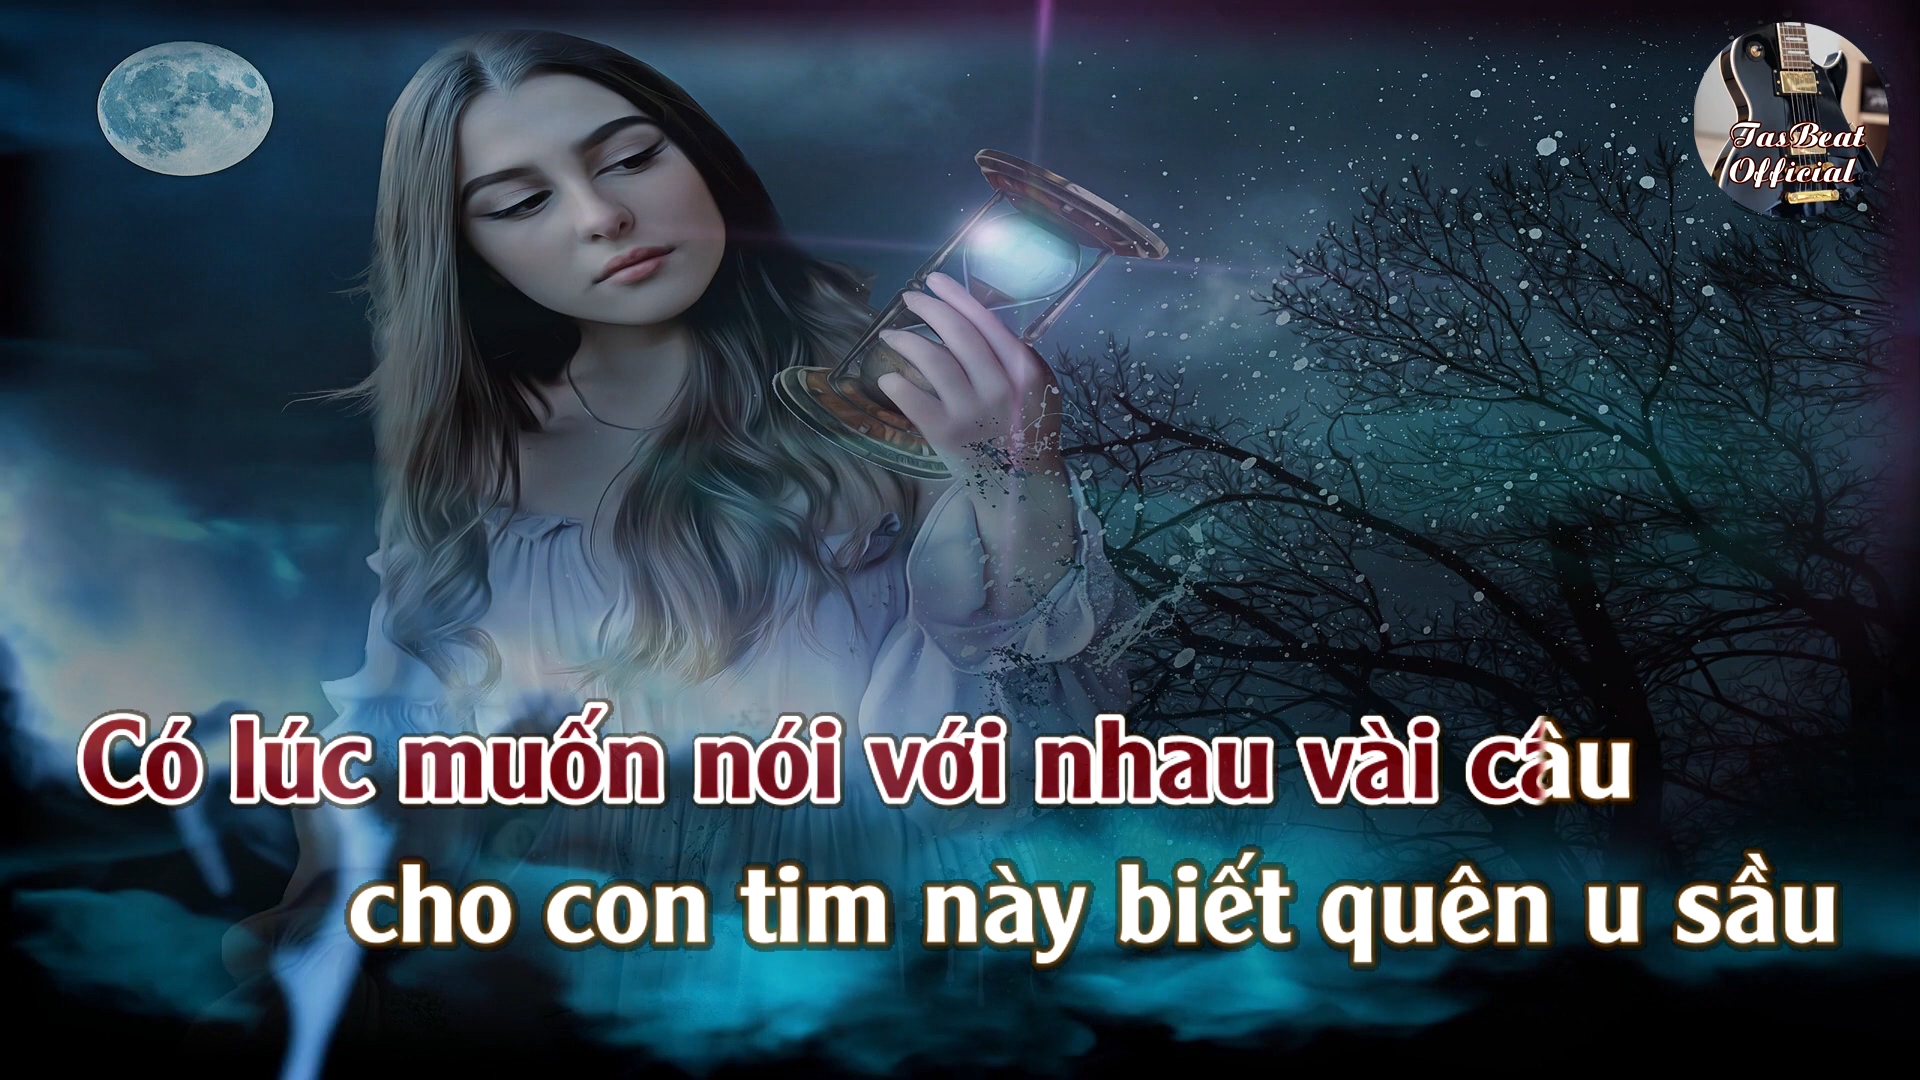 TasBeat
Official
Có lúc muốn nói với nhau vài câu
cho con tim này biết quên u sầu